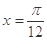 x = π/12